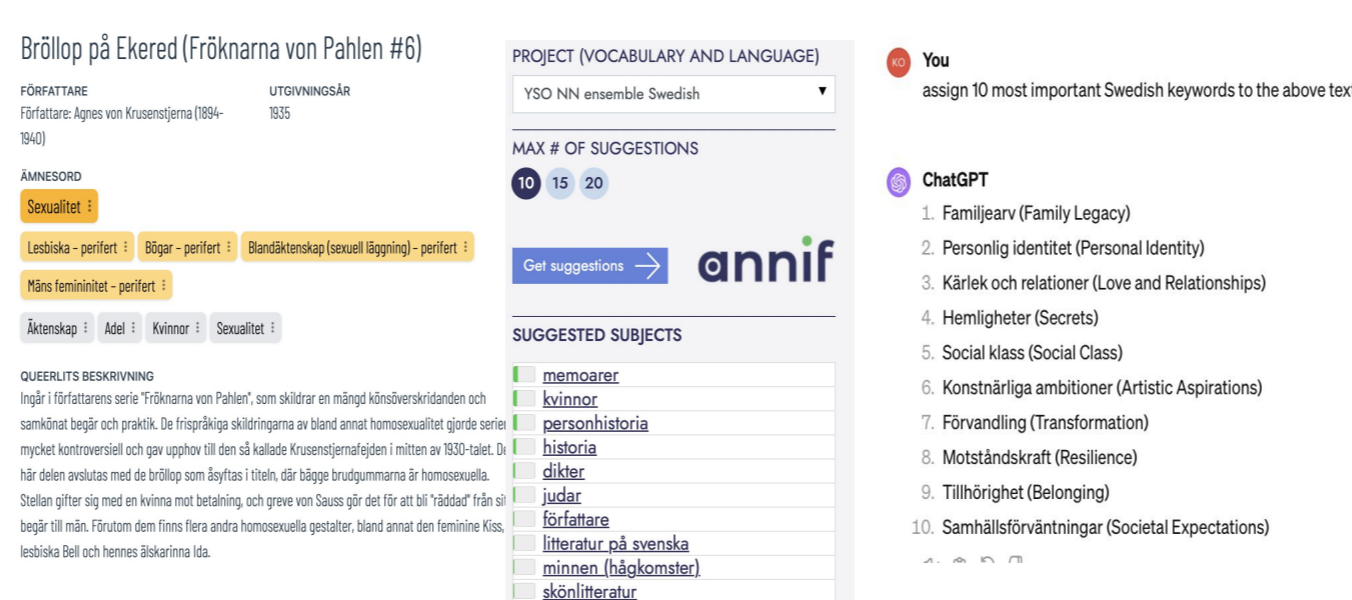 Bröllop på Ekered (Fröknarna von Pahlen #6)
FÖRFATTARE
UTGIVNINGSÅR
Författare: Agnes von Krusenstjerna (1894-
1935
1940)
ÄMNESORD
Sexualitet
Lesbiska – perifert
Bögar – perifert
Blandäktenskap (sexuell läggning) – perifert
Mäns femininitet – perifert
Äktenskap
Adel
Kvinnor
Sexualitet
QUEERLITS BESKRIVNING
Ingår i författarens serie "Fröknarna von Pahlen", som skildrar en mängd könsöverskridanden och
samkönat begär och praktik. De frispråkiga skildringarna av bland annat homosexualitet gjorde
mycket kontroversiell och gav upphov till den så kallade Krusenstjernafejden i mitten av 1930-talet.
här delen avslutas med de bröllop som åsyftas i titeln, där bägge brudgummarna är homosexuella.
Stellan gifter sig med en kvinna mot betalning, och greve von Sauss gör det för att bli "räddad" från
begär till män. Förutom dem finns flera andra homosexuella gestalter, bland annat den feminine Kiss,
lesbiska Bell och hennes älskarinna Ida.
PROJECT (VOCABULARY AND LANGUAGE)
YSO NN ensemble Swedish
MAX # OF SUGGESTIONS
10 15 20
Get suggestions
annif
SUGGESTED SUBJECTS
memoarer
kvinnor
personhistoria
historia
dikter
judar
författare
litteratur på svenska
minnen (hågkomster)
skönlitteratur
KO
You
assign 10 most important Swedish keywords to the above
ChatGPT
1. Familjearv (Family Legacy)
2. Personlig identitet (Personal Identity)
3. Kärlek och relationer (Love and Relationships)
4. Hemligheter (Secrets)
5. Social klass (Social Class)
6. Konstnärliga ambitioner (Artistic Aspirations)
7. Förvandling (Transformation)
8. Motståndskraft (Resilience)
9. Tillhörighet (Belonging)
10. Samhällsförväntningar (Societal Expectations)